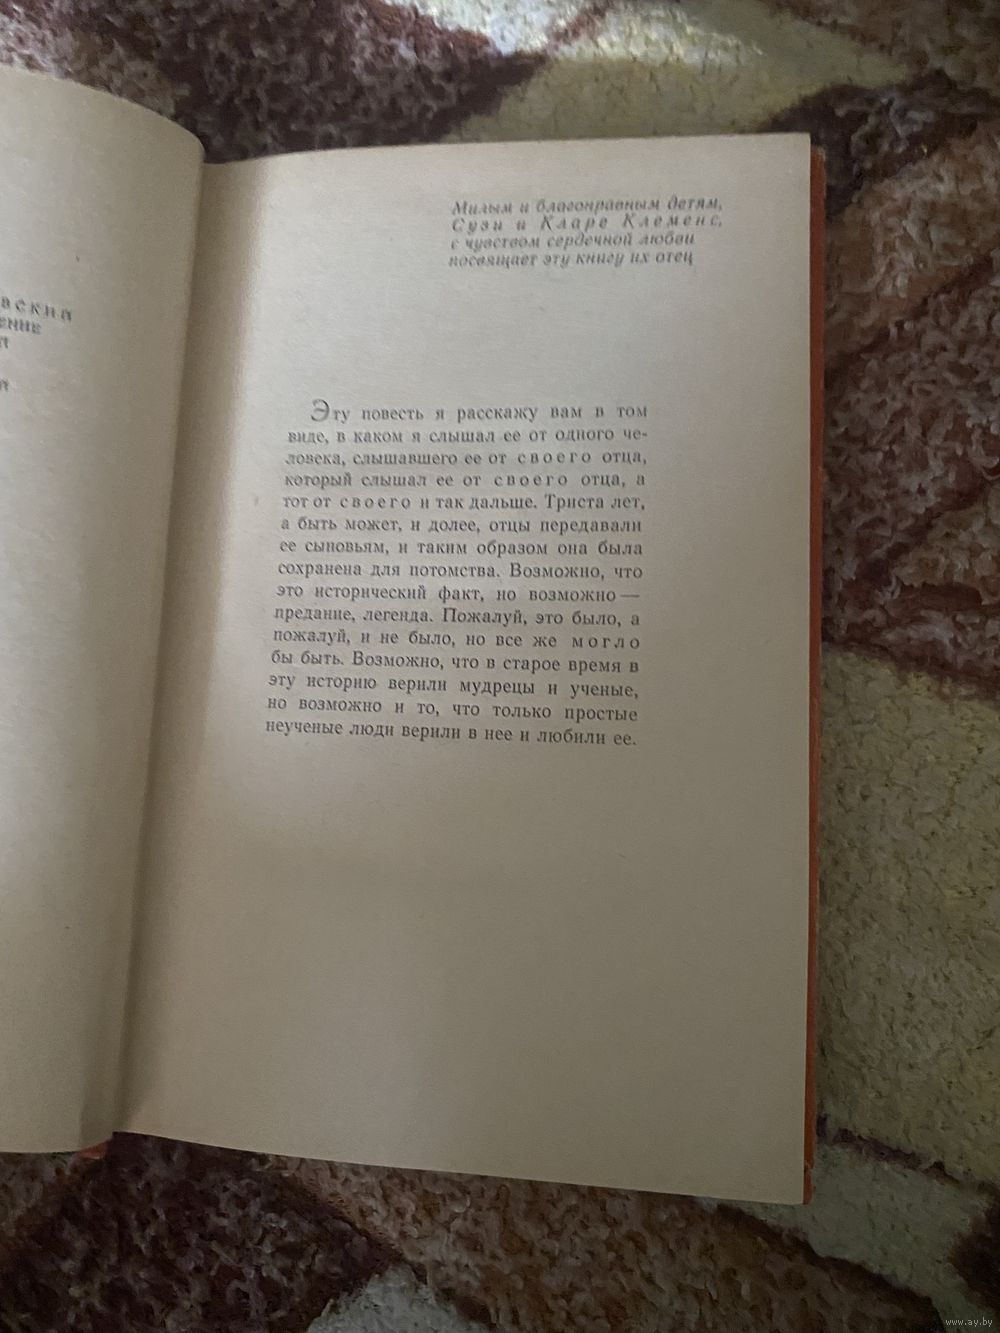 вский
ение
Милым и благонравным детям,
Сузи и Кларе Клеменс,
с чувством сердечной любви
посвящает эту книгу их отец
Эту повесть я расскажу вам в том
виде, в каком я слышал ее от одного че-
ловека, слышавшего ее от своего отца,
который слышал ее от своего отца, а
тот от своего и так дальше. Триста лет,
а быть может, и долее, отцы передавали
ее сыновьям, и таким образом она была
сохранена для потомства. Возможно, что
это исторический факт, но возможно —
предание, легенда. Пожалуй, это было, а
пожалуй, и не было, но все же могло
бы быть. Возможно, что в старое время в
эту историю верили мудрецы и ученые,
но возможно и то, что только простые
неученые люди верили в нее и любили ее.
www.ay.by